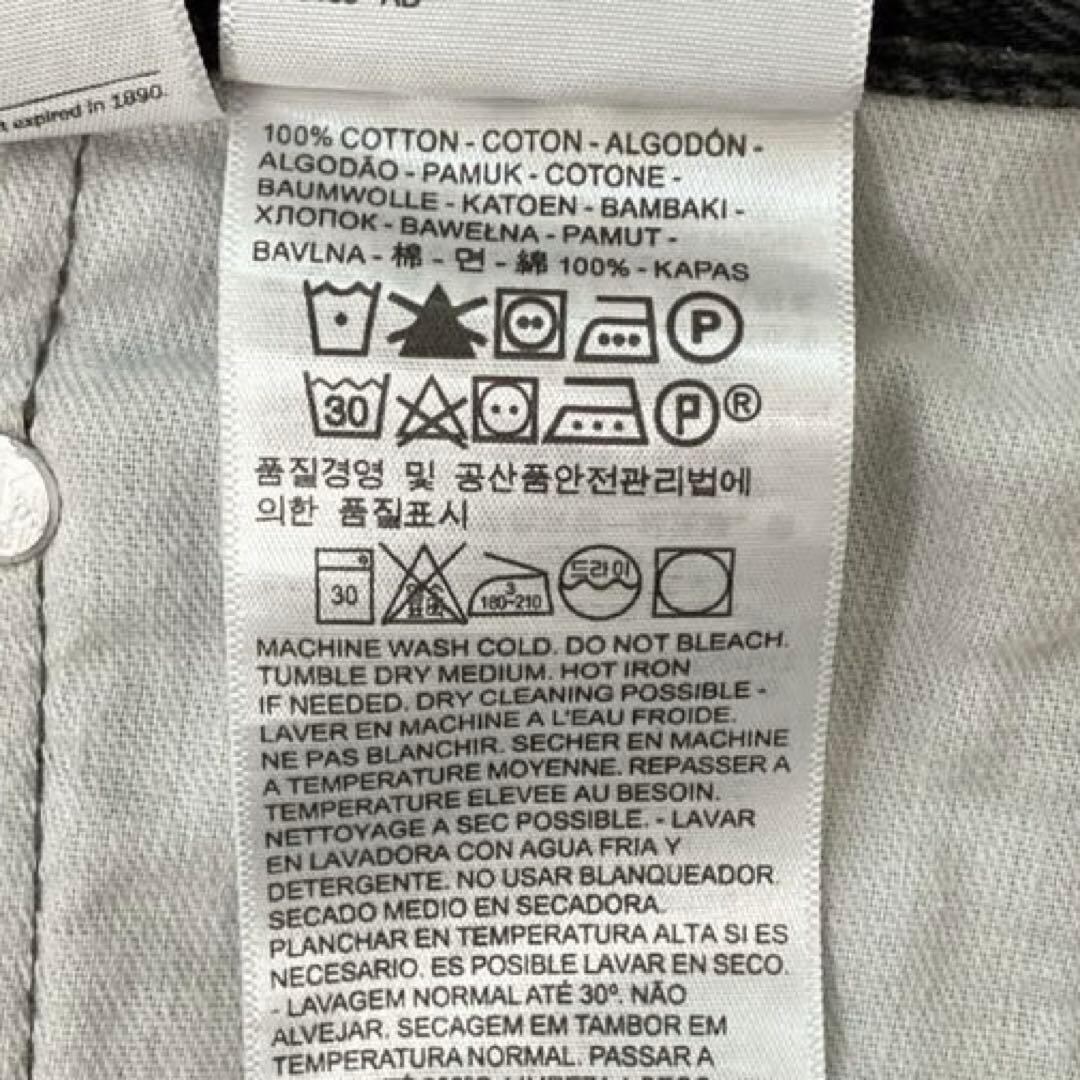 expired in 1890.
100% COTTON - COTON - ALGODÓN -
ALGODÃO - PAMUK - COTONE -
BAUMWOLLE - KATOEN - BAMBAKI -
ХЛОПОК - BAWEŁNA - PAMUT -
BAVLNA - 棉 - 면 - 綿 100% - KAPAS
P
30 P ®
품질경영 및 공산품안전관리법에
의한 품질표시
30 3 180~210 드라이
MACHINE WASH COLD. DO NOT BLEACH.
TUMBLE DRY MEDIUM. HOT IRON
IF NEEDED. DRY CLEANING POSSIBLE -
LAVER EN MACHINE A L'EAU FROIDE.
NE PAS BLANCHIR. SECHER EN MACHINE
A TEMPERATURE MOYENNE. REPASSER A
TEMPERATURE ELEVEE AU BESOIN.
NETTOYAGE A SEC POSSIBLE. - LAVAR
EN LAVADORA CON AGUA FRIA Y
DETERGENTE. NO USAR BLANQUEADOR.
SECADO MEDIO EN SECADORA.
PLANCHAR EN TEMPERATURA ALTA SI ES
NECESARIO. ES POSIBLE LAVAR EN SECO.
- LAVAGEM NORMAL ATÉ 30º. NÃO
ALVEJAR. SECAGEM EM TAMBOR EM
TEMPERATURA NORMAL. PASSAR A